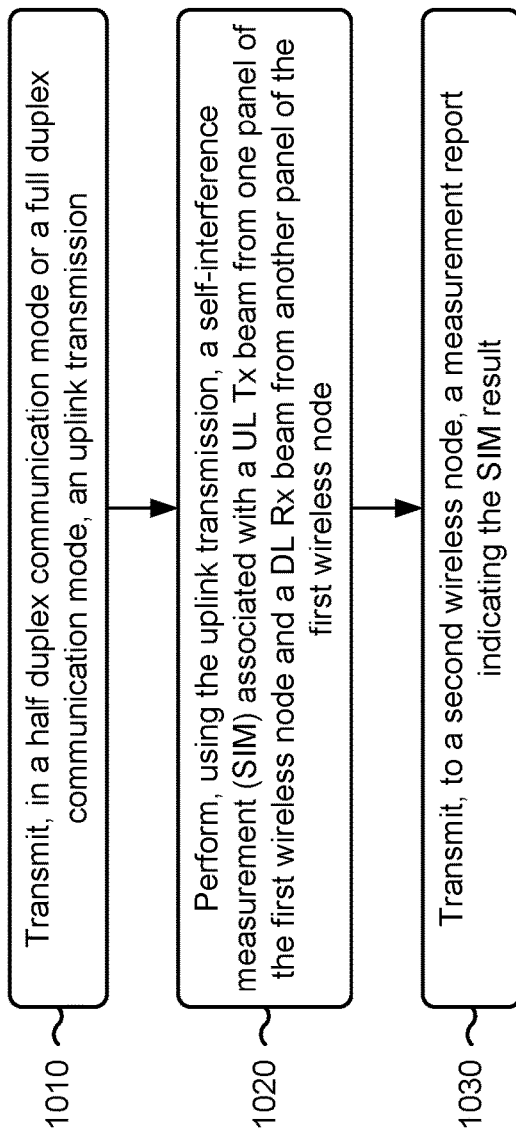 1010
Transmit, in a half duplex communication mode or a full duplex
communication mode, an uplink transmission
1020
Perform, using the uplink transmission, a self-interference
measurement (SIM) associated with a UL Tx beam from one panel of
the first wireless node and a DL Rx beam from another panel of the
first wireless node
1030
Transmit, to a second wireless node, a measurement report
indicating the SIM result